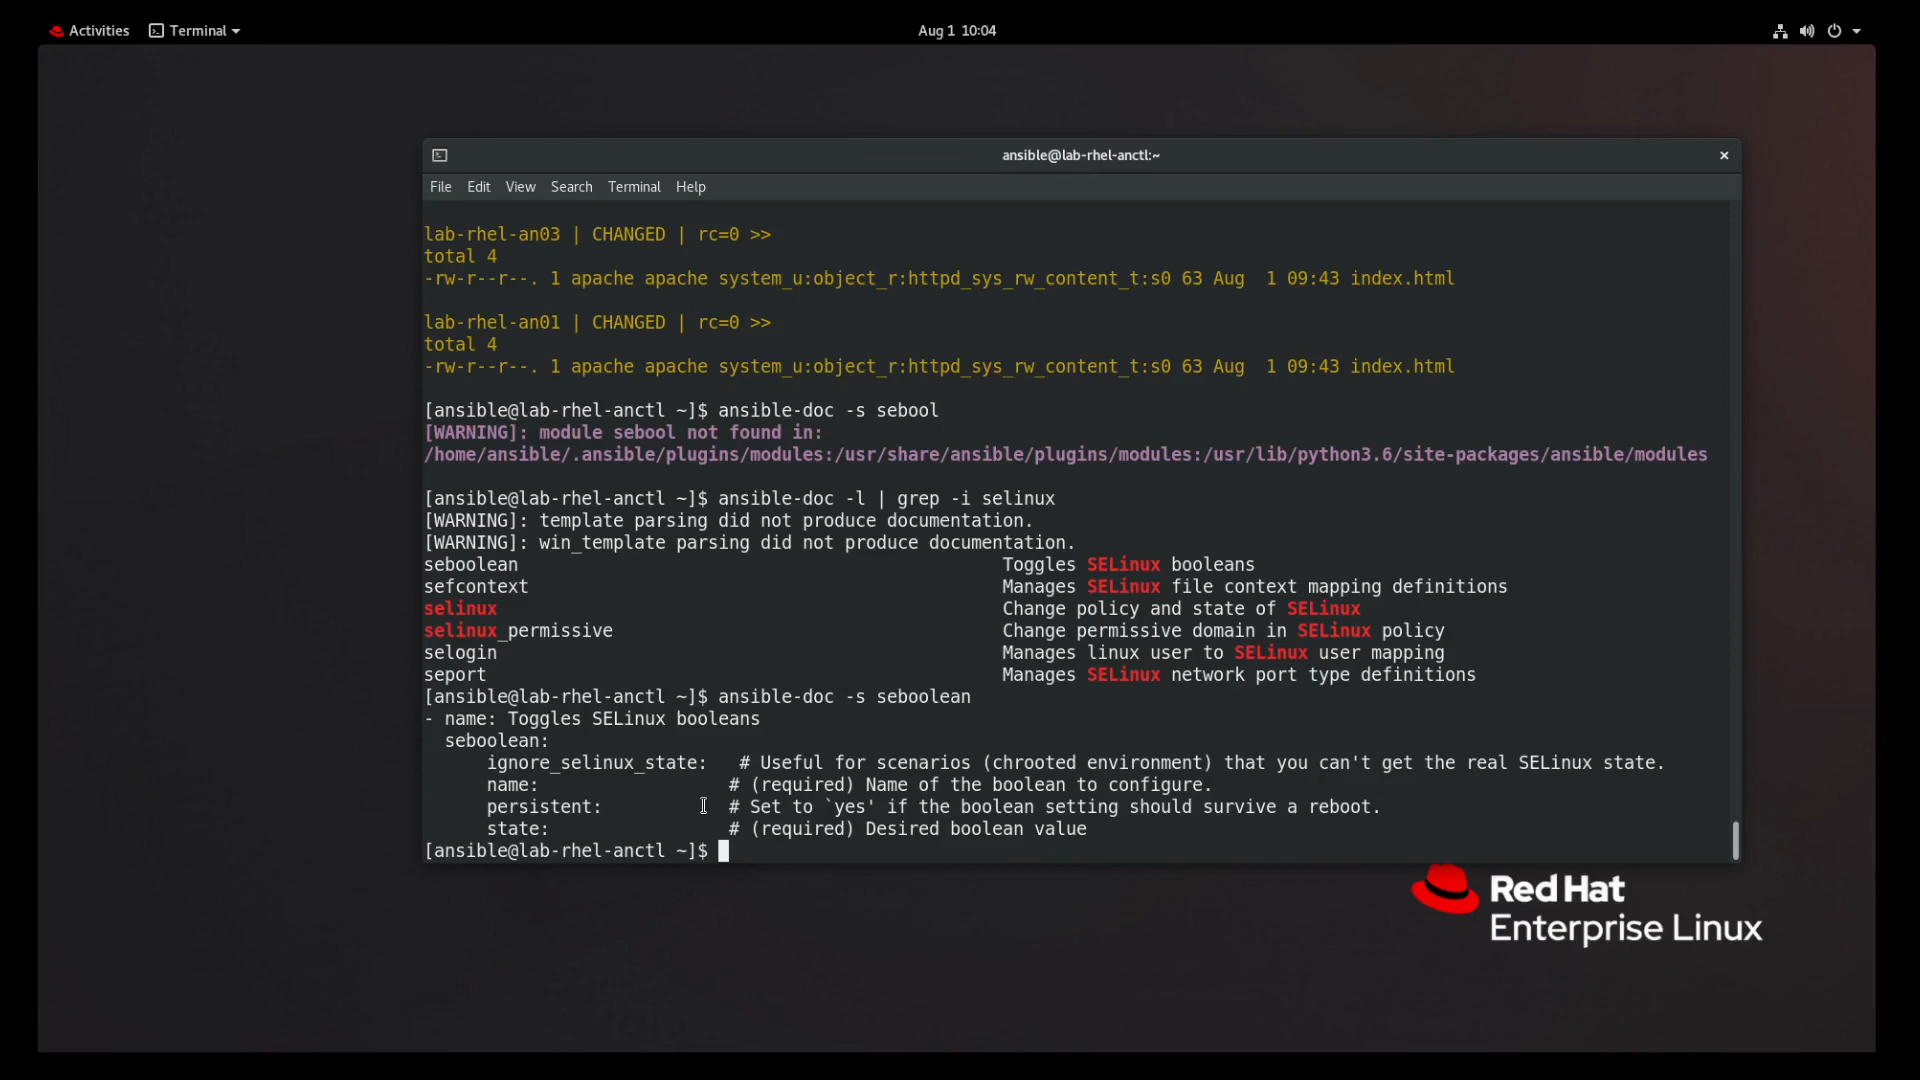 Activities Terminal Aug 1 10:04
ansible@lab-rhel-anctl:~ ×
File Edit View Search Terminal Help
lab-rhel-an03 | CHANGED | rc=0 >>
total 4
-rw-r--r--. 1 apache apache system_u:object_r:httpd_sys_rw_content_t:s0 63 Aug  1 09:43 index.html
lab-rhel-an01 | CHANGED | rc=0 >>
total 4
-rw-r--r--. 1 apache apache system_u:object_r:httpd_sys_rw_content_t:s0 63 Aug  1 09:43 index.html
[ansible@lab-rhel-anctl ~]$ ansible-doc -s sebool
[WARNING]: module sebool not found in:
/home/ansible/.ansible/plugins/modules:/usr/share/ansible/plugins/modules:/usr/lib/python3.6/site-packages/ansible/modules
[ansible@lab-rhel-anctl ~]$ ansible-doc -l | grep -i selinux
[WARNING]: template parsing did not produce documentation.
[WARNING]: win_template parsing did not produce documentation.
seboolean Toggles SELinux booleans
sefcontext Manages SELinux file context mapping definitions
selinux Change policy and state of SELinux
selinux_permissive Change permissive domain in SELinux policy
selogin Manages linux user to SELinux user mapping
seport Manages SELinux network port type definitions
[ansible@lab-rhel-anctl ~]$ ansible-doc -s seboolean
- name: Toggles SELinux booleans
  seboolean:
      ignore_selinux_state:   # Useful for scenarios (chrooted environment) that you can't get the real SELinux state.
      name:                  # (required) Name of the boolean to configure.
      persistent:            # Set to `yes' if the boolean setting should survive a reboot.
      state:                 # (required) Desired boolean value
[ansible@lab-rhel-anctl ~]$
Red Hat
Enterprise Linux